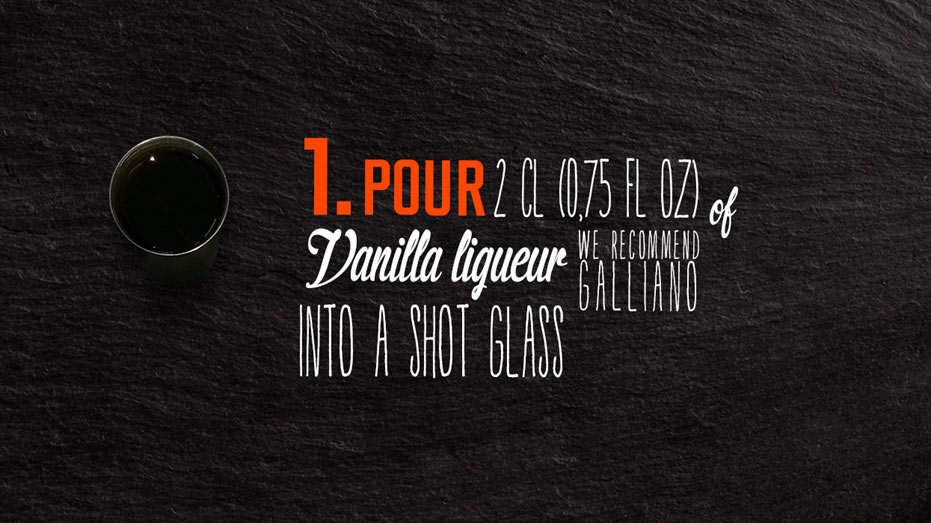 1. POUR 2 CL (0,75 FL OZ) of
Vanilla liqueur WE RECOMMEND
GALLIANO
INTO A SHOT GLASS